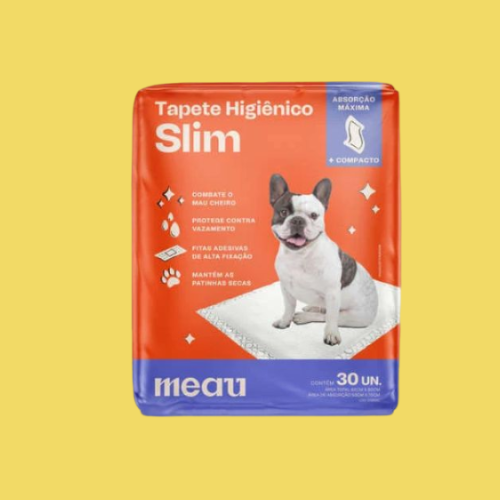 Tapete Higiênico
Slim
ABSORÇÃO
MÁXIMA
+ COMPACTO
COMBATE O
MAU CHEIRO
PROTEGE CONTRA
VAZAMENTO
FITAS ADESIVAS
DE ALTA FIXAÇÃO
MANTÉM AS
PATINHAS SECAS
meau
CONTÉM 30 UN.